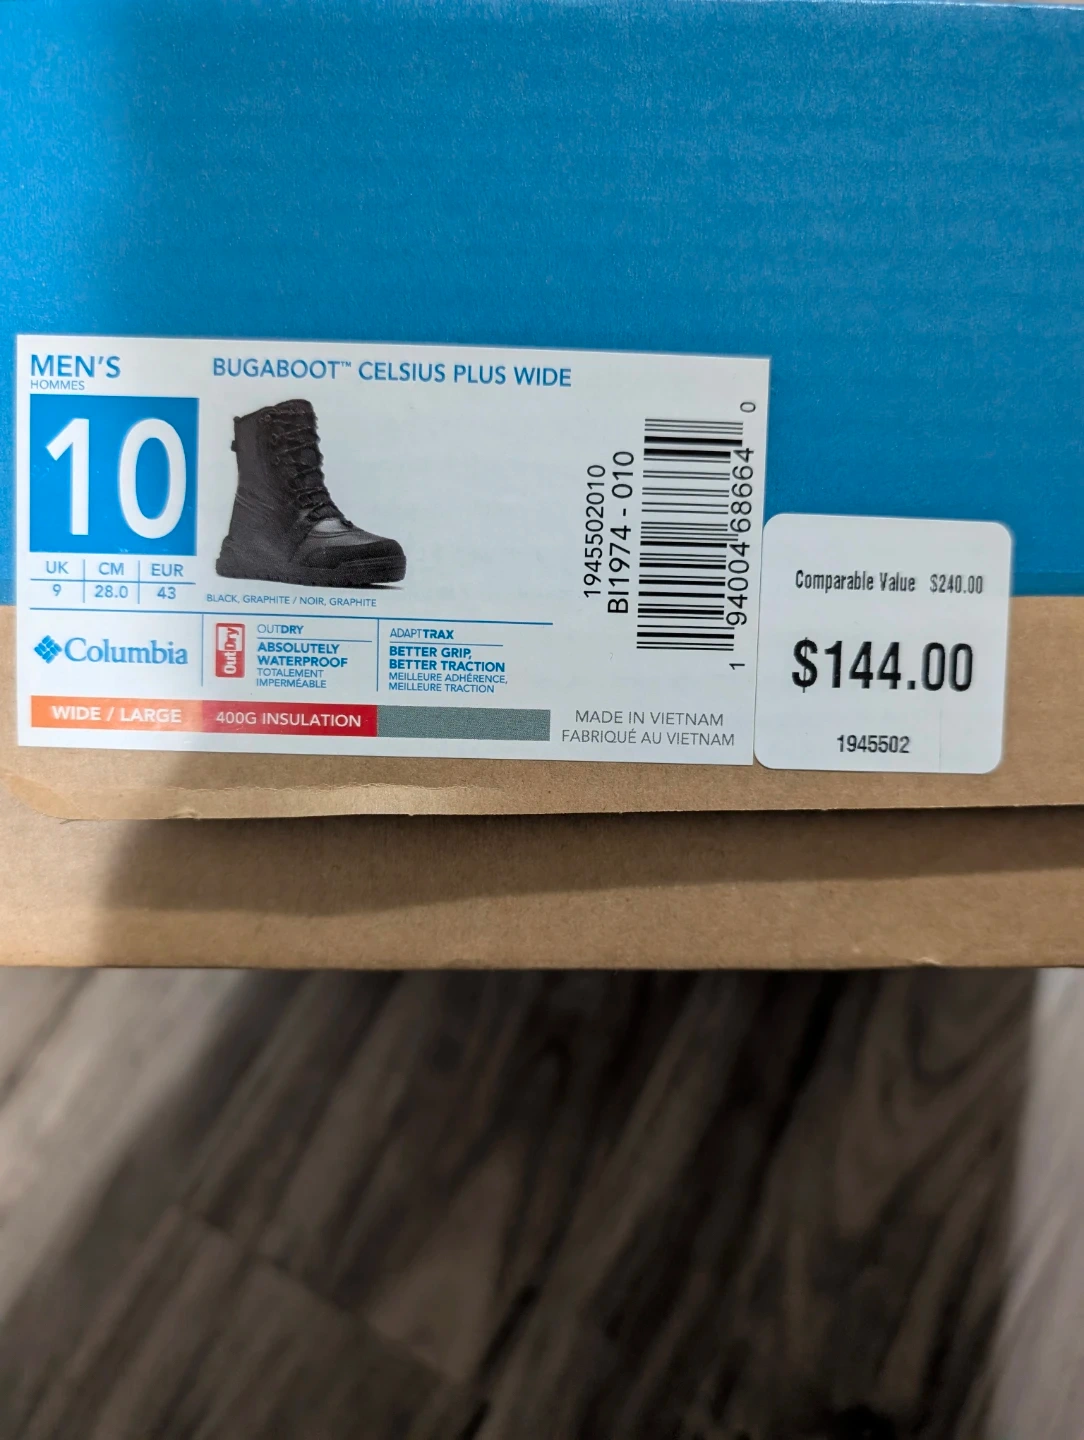 MEN'S
HOMMES
10
UK CM EUR
9 28.0 43
Columbia
BUGABOOT™ CELSIUS PLUS WIDE
BLACK, GRAPHITE / NOIR, GRAPHITE
OutDry
OUTDRY
ABSOLUTELY
WATERPROOF
TOTALEMENT
IMPERMÉABLE
ADAPTTRAX
BETTER GRIP,
BETTER TRACTION
MEILLEURE ADHÉRENCE,
MEILLEURE TRACTION
WIDE / LARGE 400G INSULATION
1945502010
BI1974 - 010
1 94004 68664 0
MADE IN VIETNAM
FABRIQUÉ AU VIETNAM
Comparable Value $240.00
$144.00
1945502